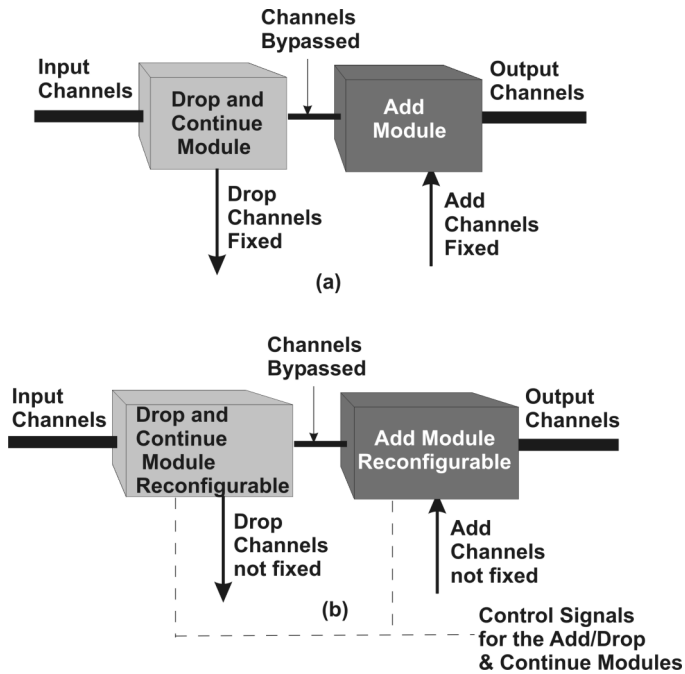 Channels
Bypassed
Input
Channels
Output
Channels
Drop and
Continue
Module
Add
Module
Drop
Channels
Fixed
Add
Channels
Fixed
(a)
Channels
Bypassed
Input
Channels
Output
Channels
Drop and
Continue
Module
Reconfigurable
Add Module
Reconfigurable
Drop
Channels
not fixed
Add
Channels
not fixed
(b)
Control Signals
for the Add/Drop
& Continue Modules